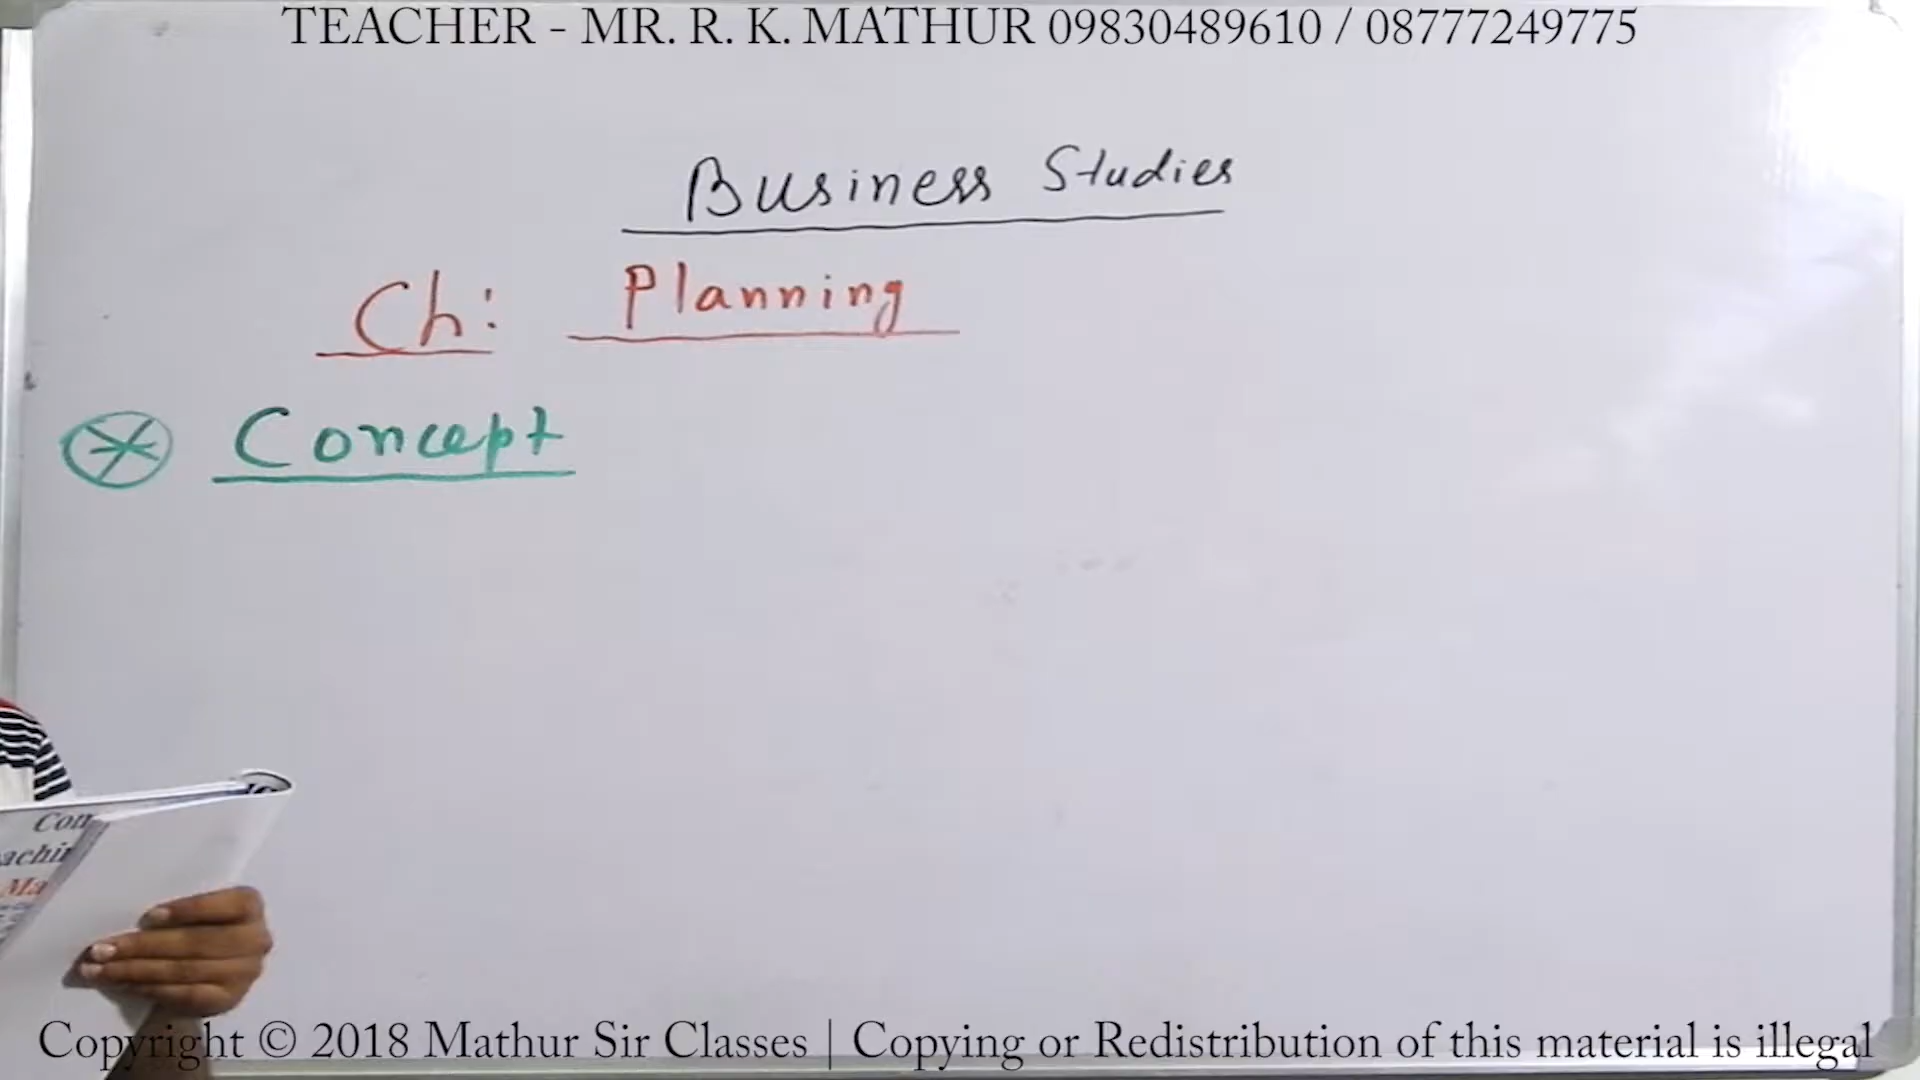 TEACHER - MR. R. K. MATHUR 09830489610 / 08777249775
Business Studies
Ch: Planning
Concept
Copyright © 2018 Mathur Sir Classes | Copying or Redistribution of this material is illegal